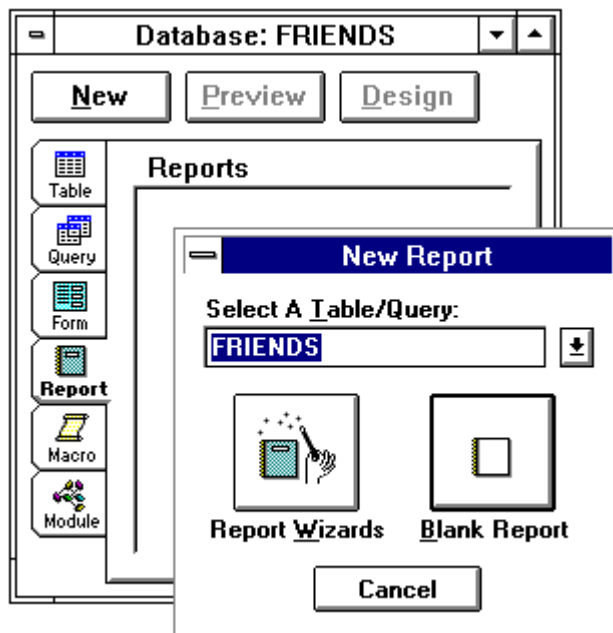 Database: FRIENDS
New Preview Design
Table
Query
Form
Report
Macro
Module
Reports
New Report
Select A Table/Query:
FRIENDS
Report Wizards Blank Report
Cancel